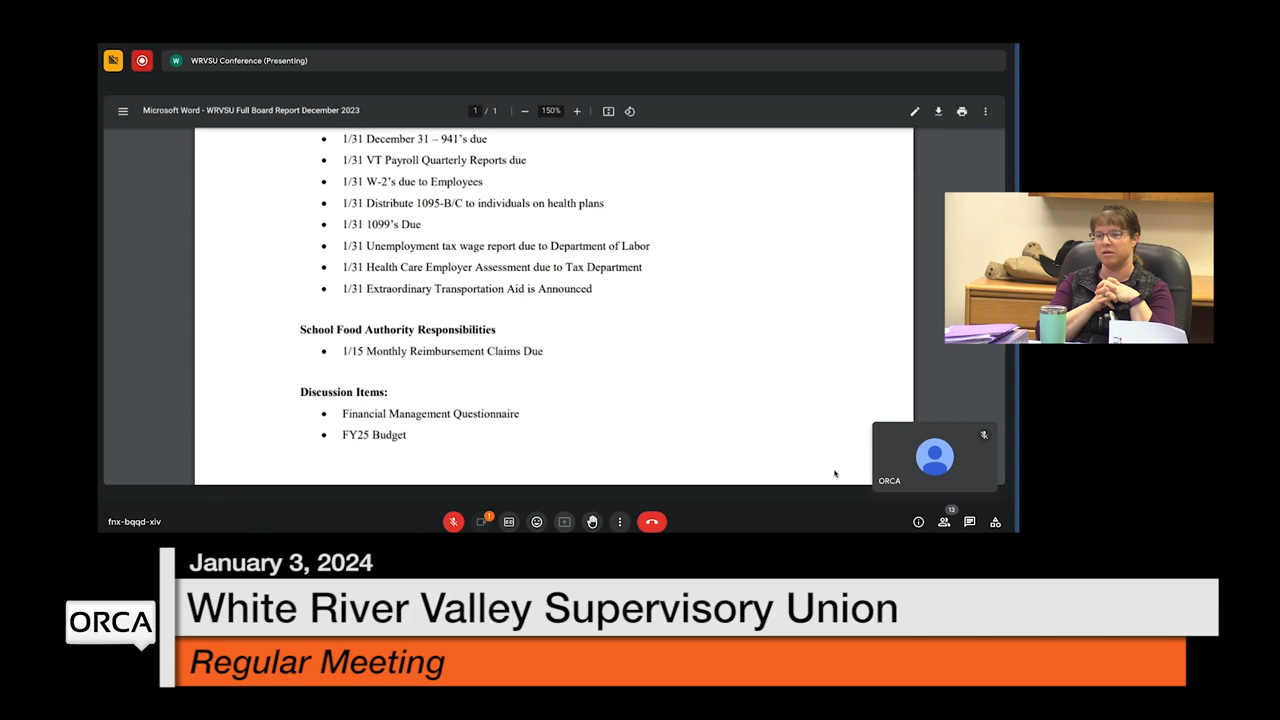 W WRVSU Conference (Presenting)
Microsoft Word - WRVSU Full Board Report December 2023
1 / 1
150%
1/31 December 31 – 941's due
1/31 VT Payroll Quarterly Reports due
1/31 W-2's due to Employees
1/31 Distribute 1095-B/C to individuals on health plans
1/31 1099's Due
1/31 Unemployment tax wage report due to Department of Labor
1/31 Health Care Employer Assessment due to Tax Department
1/31 Extraordinary Transportation Aid is Announced
School Food Authority Responsibilities
1/15 Monthly Reimbursement Claims Due
Discussion Items:
Financial Management Questionnaire
FY25 Budget
ORCA
fnx-bqqd-xiv
13
January 3, 2024
White River Valley Supervisory Union
ORCA
Regular Meeting